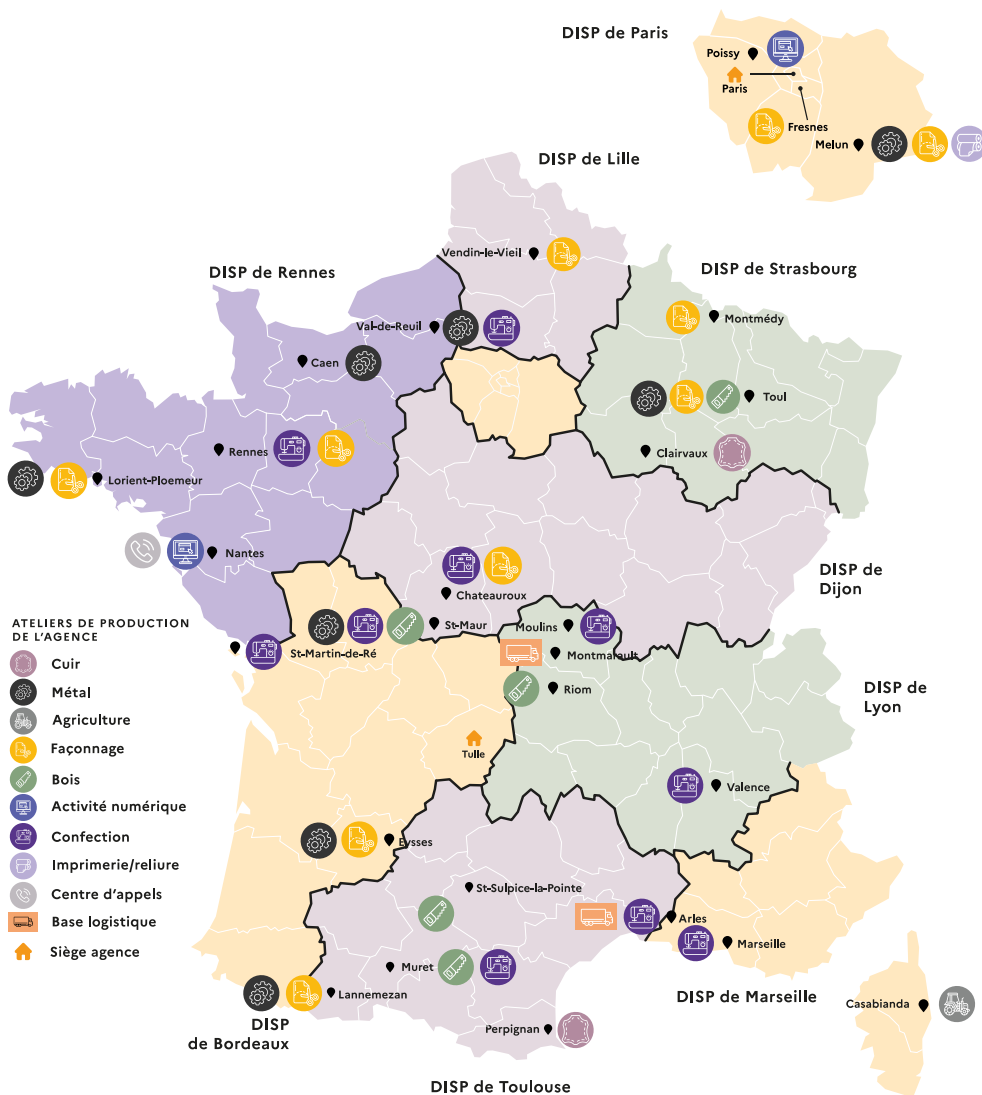 DISP de Paris
Poissy
Paris
Fresnes
Melun
DISP de Lille
Vendin-le-Vieil
DISP de Rennes
DISP de Strasbourg
Val-de-Reuil
Montmédy
Caen
Toul
Rennes
Clairvaux
Lorient-Ploemeur
Nantes
DISP de
Dijon
Chateauroux
St-Maur
Moulins
St-Martin-de-Ré
Montmarault
Riom
DISP de
Lyon
Tulle
Valence
ATELIERS DE PRODUCTION
DE L'AGENCE
Cuir
Métal
Agriculture
Façonnage
Bois
Activité numérique
Confection
Imprimerie/reliure
Centre d'appels
Base logistique
Siège agence
Eysses
St-Sulpice-la-Pointe
Arles
Marseille
Muret
Lannemezan
DISP de Marseille
Casabianda
DISP
de Bordeaux
Perpignan
DISP de Toulouse